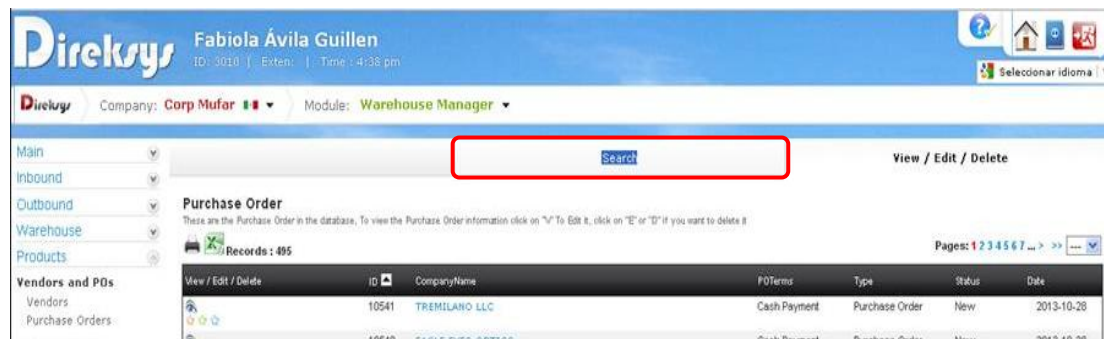 Direksys
Fabiola Ávila Guillen
ID: 3010 | Exten: | Time : 4:38 pm
Seleccionar idioma
Direksys Company: Corp Mufar Module: Warehouse Manager
Main
Inbound
Outbound
Warehouse
Products
Vendors and POs
Vendors
Purchase Orders
Search View / Edit / Delete
Purchase Order
These are the Purchase Order in the database, To view the Purchase Order information click on "V" To Edit it, click on "E" or "D" if you want to delete it
Records : 495
Pages: 1 2 3 4 5 6 7 ... > >> ---
View / Edit / Delete ID CompanyName POTerms Type Status Date
10541 TREMILANO LLC Cash Payment Purchase Order New 2013-10-28